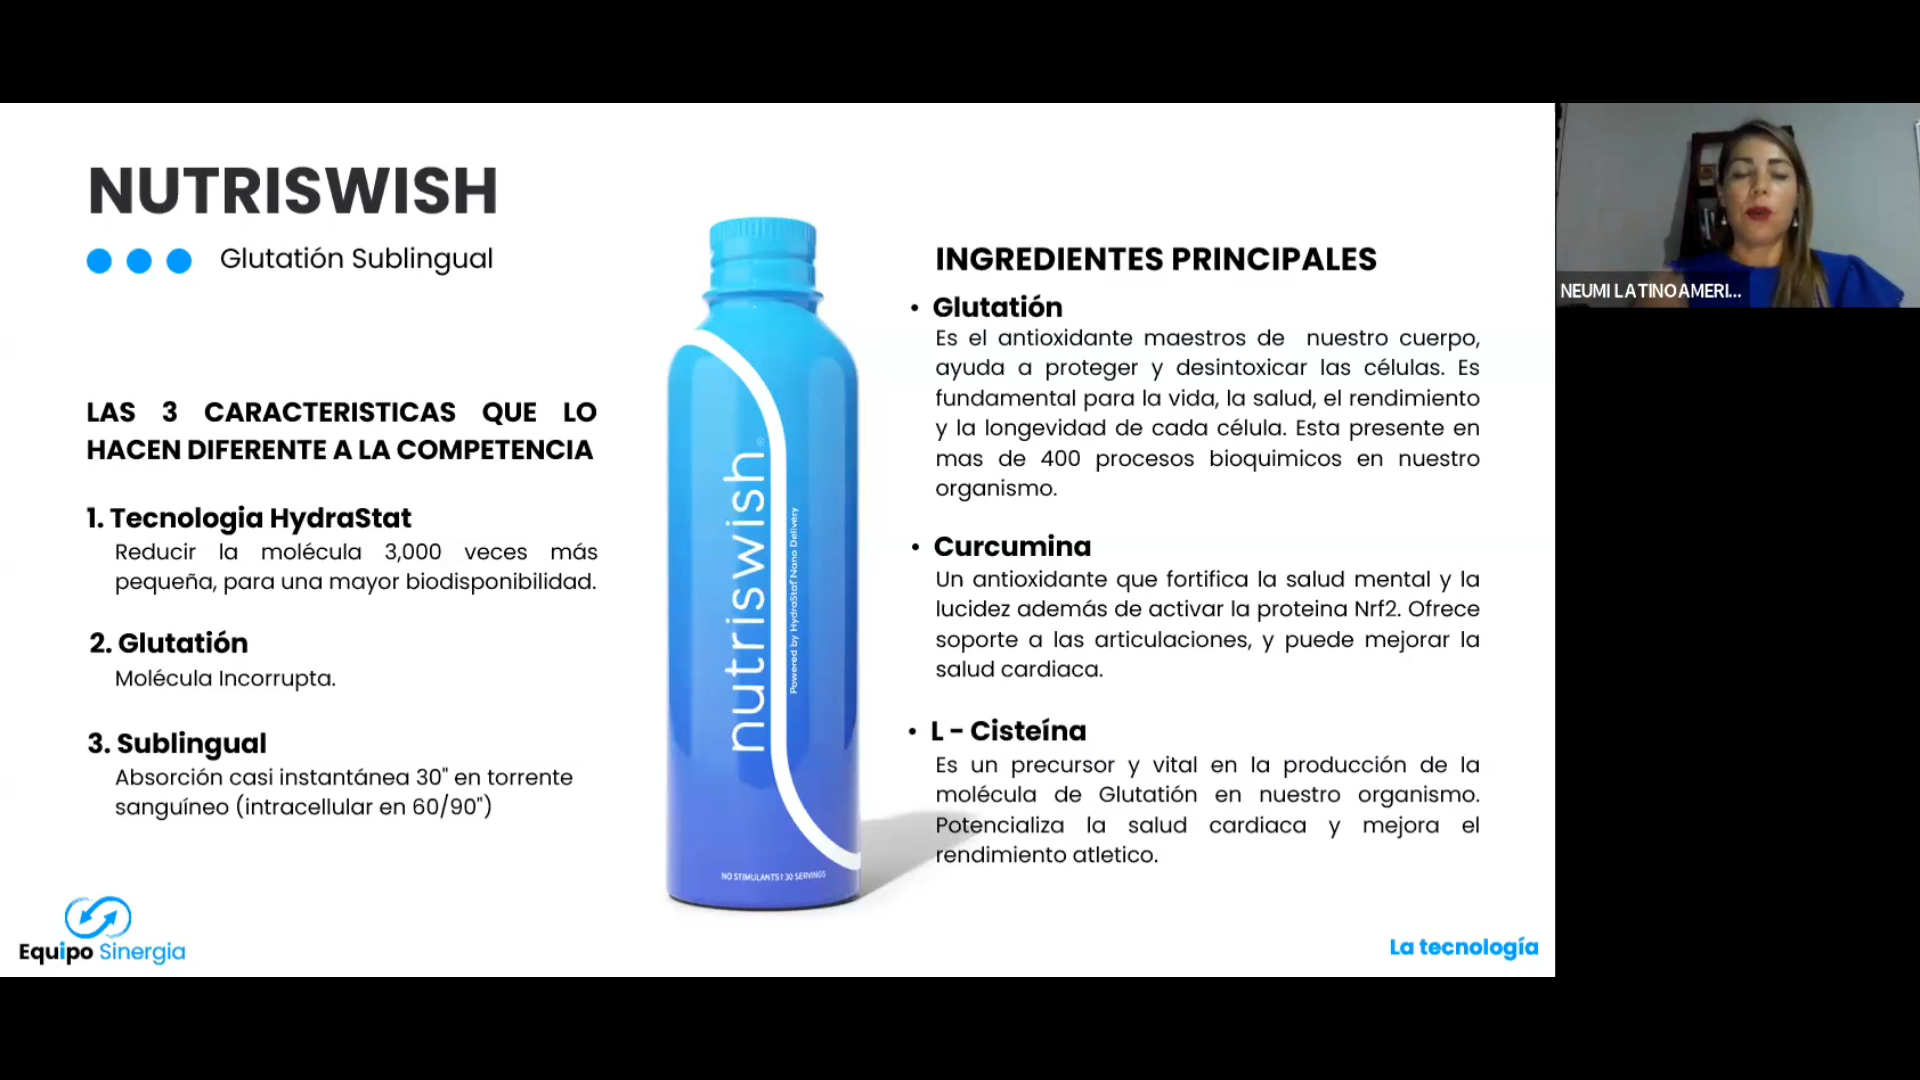 NUTRISWISH
Glutatión Sublingual
LAS 3 CARACTERISTICAS QUE LO
HACEN DIFERENTE A LA COMPETENCIA
1. Tecnologia HydraStat
Reducir la molécula 3,000 veces más
pequeña, para una mayor biodisponibilidad.
2. Glutatión
Molécula Incorrupta.
3. Sublingual
Absorción casi instantánea 30" en torrente
sanguíneo (intracellular en 60/90")
Equipo Sinergia
nutriswish®
Powered by HydraStat Nano Delivery
NO STIMULANTS | 30 SERVINGS
INGREDIENTES PRINCIPALES
• Glutatión
Es el antioxidante maestros de nuestro cuerpo,
ayuda a proteger y desintoxicar las células. Es
fundamental para la vida, la salud, el rendimiento
y la longevidad de cada célula. Esta presente en
mas de 400 procesos bioquimicos en nuestro
organismo.
• Curcumina
Un antioxidante que fortifica la salud mental y la
lucidez además de activar la proteina Nrf2. Ofrece
soporte a las articulaciones, y puede mejorar la
salud cardiaca.
• L - Cisteína
Es un precursor y vital en la producción de la
molécula de Glutatión en nuestro organismo.
Potencializa la salud cardiaca y mejora el
rendimiento atletico.
La tecnología
NEUMI LATINOAMERI...